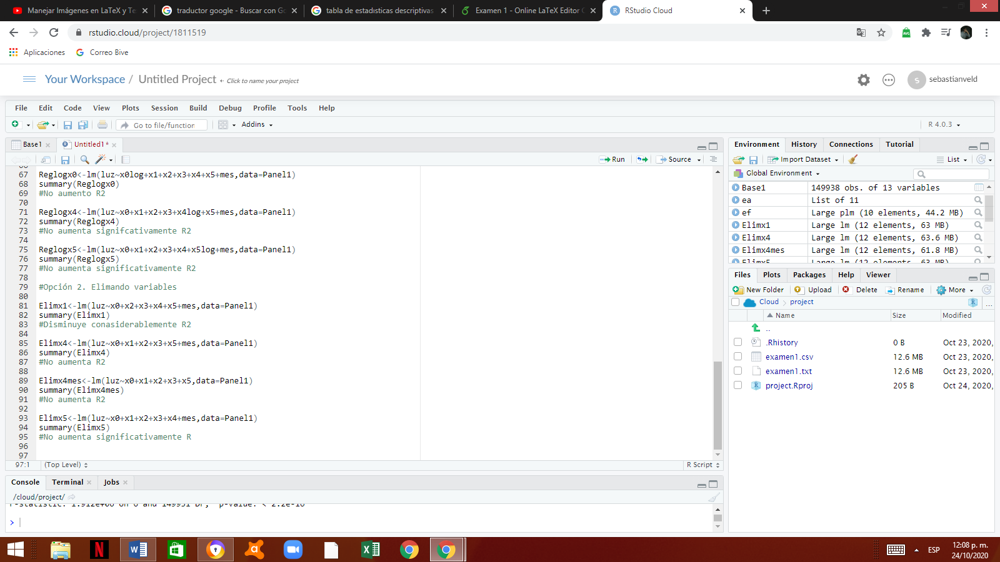 Manejar Imágenes en LaTeX y Te
traductor google - Buscar con Go
tabla de estadısticas descriptivas
Examen 1 - Online LaTeX Editor O
RStudio Cloud
rstudio.cloud/project/1811519
Aplicaciones
Correo Bive
Your Workspace / Untitled Project ← Click to name your project
S sebastianveld
File Edit Code View Plots Session Build Debug Profile Tools Help
Go to file/function
Addins
R 4.0.3
Base1
Untitled1*
Run
Source
67 Reglogx0<-lm(luz~x0log+x1+x2+x3+x4+x5+mes,data=Panel1)
68 summary(Reglogx0)
69 #No aumento R2
70
71 Reglogx4<-lm(luz~x0+x1+x2+x3+x4log+x5+mes,data=Panel1)
72 summary(Reglogx4)
73 #No aumenta signifcativamente R2
74
75 Reglogx5<-lm(luz~x0+x1+x2+x3+x4+x5log+mes,data=Panel1)
76 summary(Reglogx5)
77 #No aumenta significativamente R2
78
79 #Opción 2. Elimando variables
80
81 Elimx1<-lm(luz~x0+x2+x3+x4+x5+mes,data=Panel1)
82 summary(Elimx1)
83 #Disminuye conasiderablemente R2
84
85 Elimx4<-lm(luz~x0+x1+x2+x3+x5+mes,data=Panel1)
86 summary(Elimx4)
87 #No aumenta R2
88
89 Elimx4mes<-lm(luz~x0+x1+x2+x3+x5,data=Panel1)
90 summary(Elimx4mes)
91 #No aumenta R2
92
93 Elimx5<-lm(luz~x0+x1+x2+x3+x4+mes,data=Panel1)
94 summary(Elimx5)
95 #No aumenta significativamente R
96
97
97:1 (Top Level)
R Script
Console Terminal Jobs
/cloud/project/
F-statistic: 1.912e+06 on 6 and 149931 DF, p-value: < 2.2e-16
>
Environment History Connections Tutorial
Import Dataset
List
Global Environment
Base1 149938 obs. of 13 variables
ea List of 11
ef Large plm (10 elements, 44.2 MB)
Elimx1 Large lm (12 elements, 63 MB)
Elimx4 Large lm (12 elements, 63.6 MB)
Elimx4mes Large lm (12 elements, 61.8 MB)
Elimx5 Large lm (12 elements, 63 MB)
Files Plots Packages Help Viewer
New Folder Upload Delete Rename More
Cloud project
...
Name Size Modified
..
.Rhistory 0 B Oct 23, 2020,
examen1.csv 12.6 MB Oct 23, 2020,
examen1.txt 12.6 MB Oct 23, 2020,
project.Rproj 205 B Oct 24, 2020,
ESP
12:08 p. m.
24/10/2020